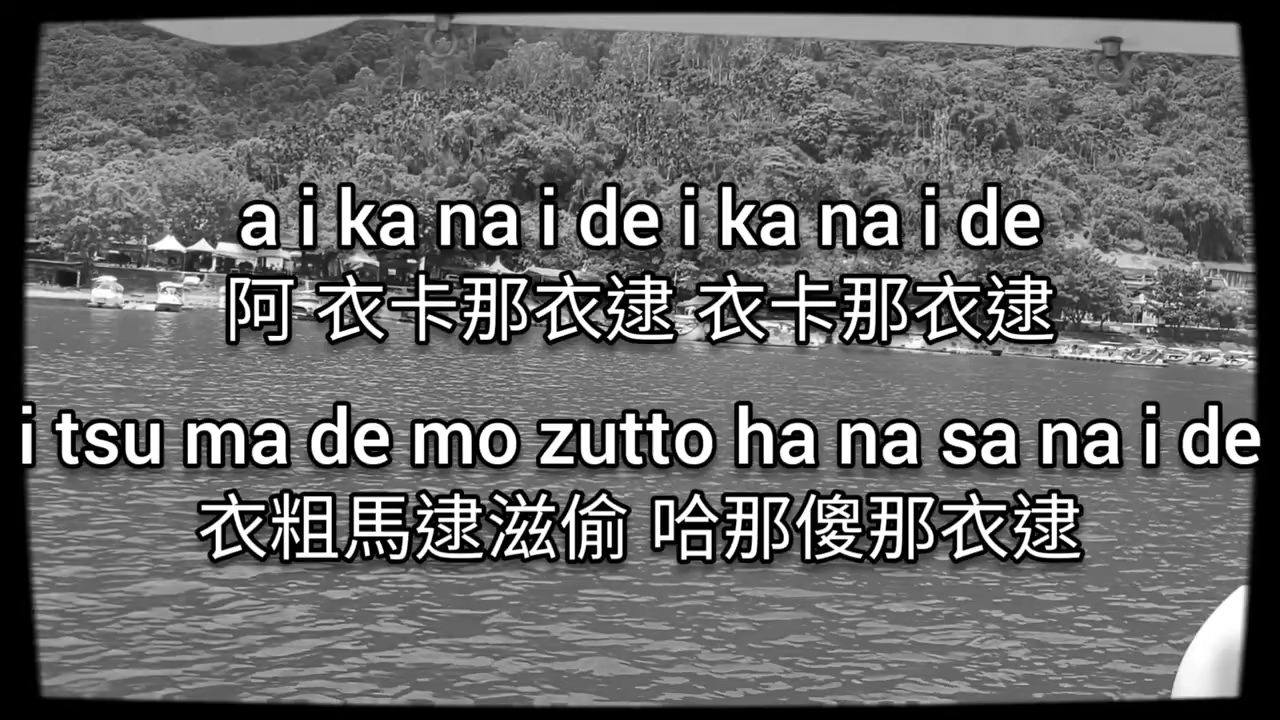 a i ka na i de i ka na i de
阿 衣卡那衣逮 衣卡那衣逮
i tsu ma de mo zutto ha na sa na i de
衣粗馬逮滋偷 哈那傻那衣逮